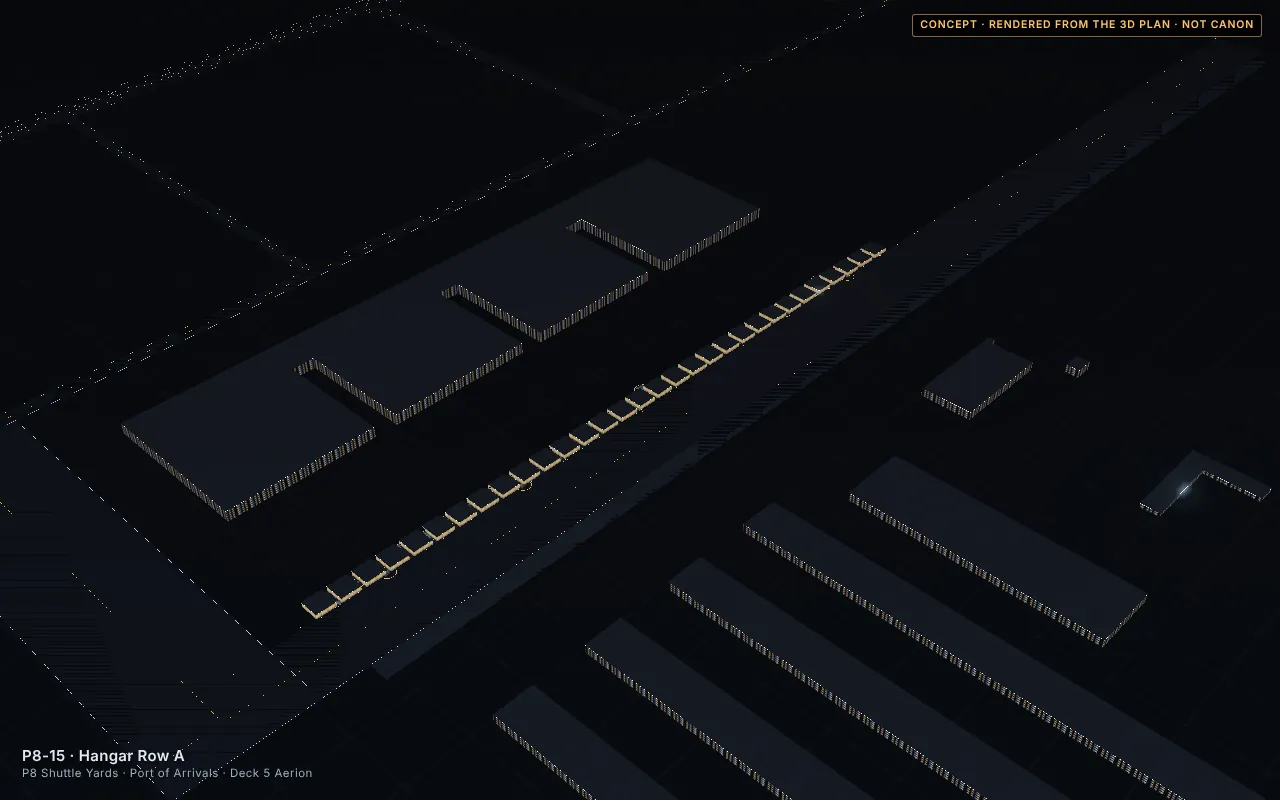 CONCEPT · RENDERED FROM THE 3D PLAN · NOT CANON
P8-15 · Hangar Row A
P8 Shuttle Yards · Port of Arrivals · Deck 5 Aerion